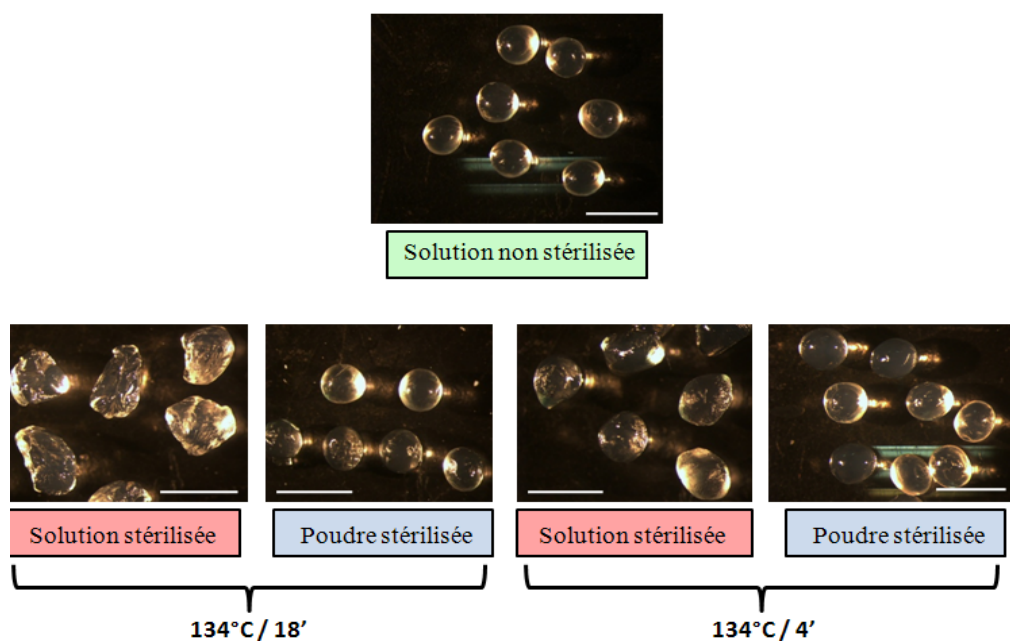 Solution non stérilisée
Solution stérilisée
Poudre stérilisée
Solution stérilisée
Poudre stérilisée
134°C / 18’
134°C / 4’